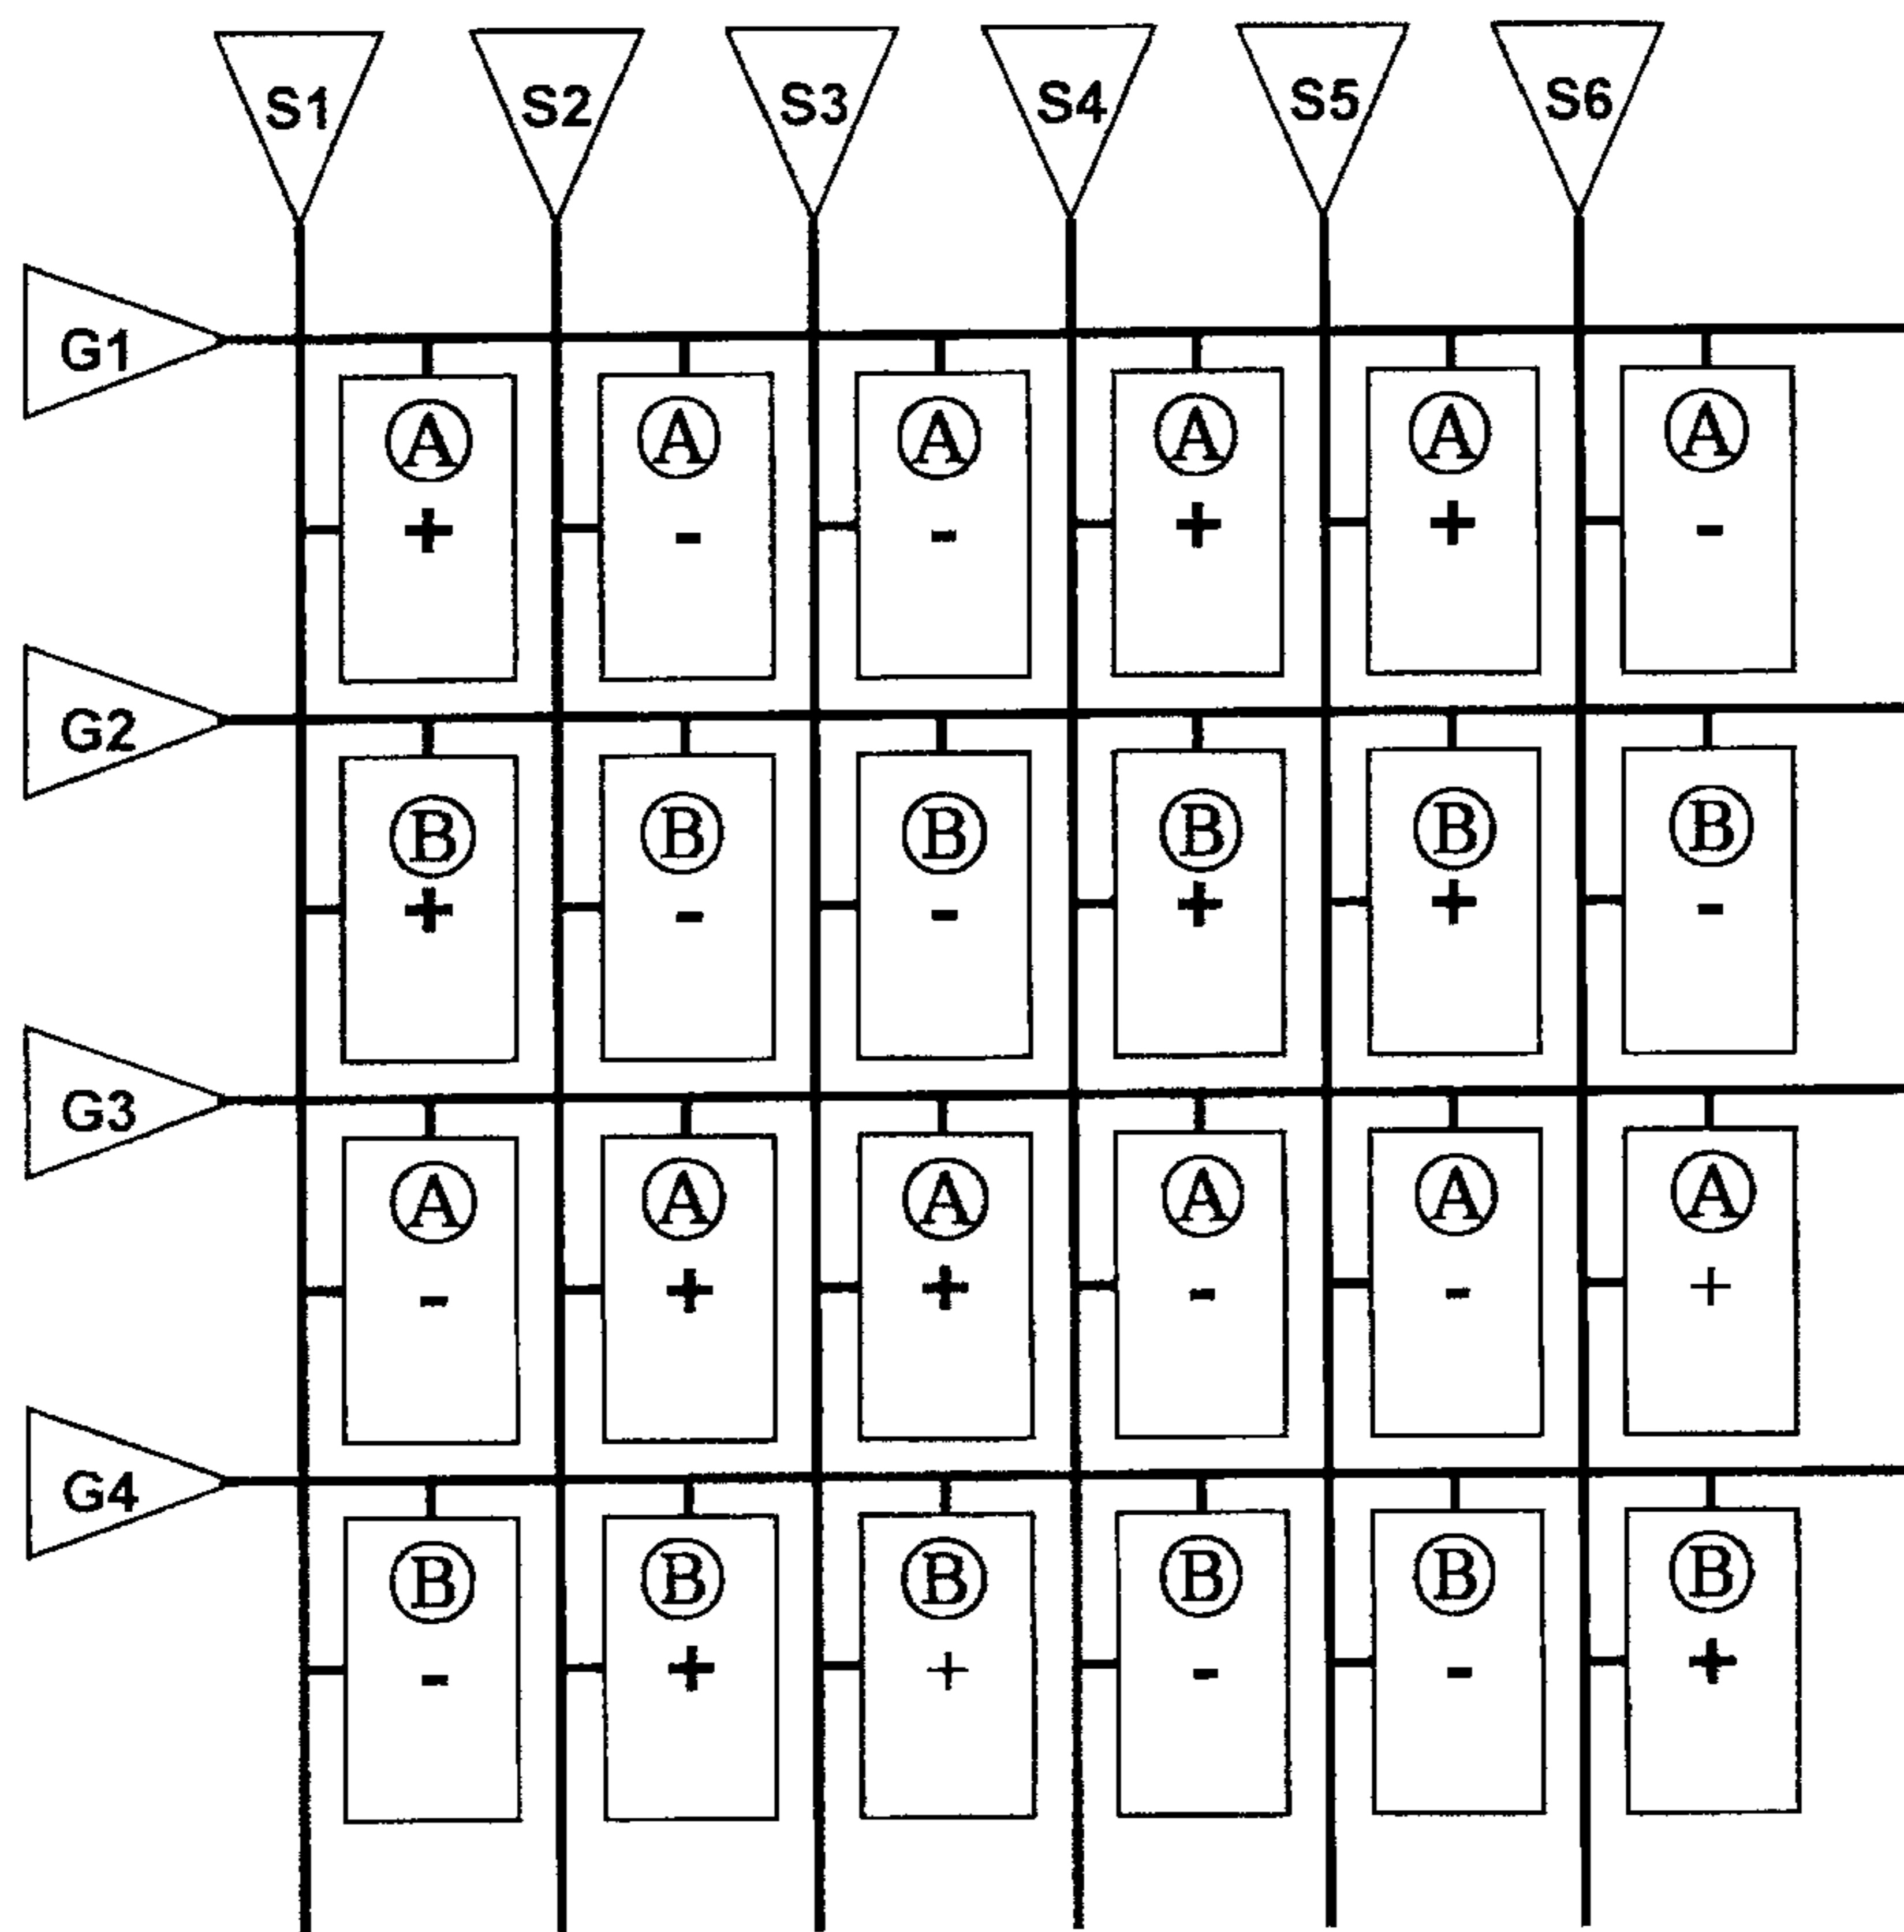 S1 S2 S3 S4 S5 S6
G1
A A A A A A
+ - - + + -
G2
B B B B B B
+ - - + + -
G3
A A A A A A
- + + - - +
G4
B B B B B B
- + + - - +